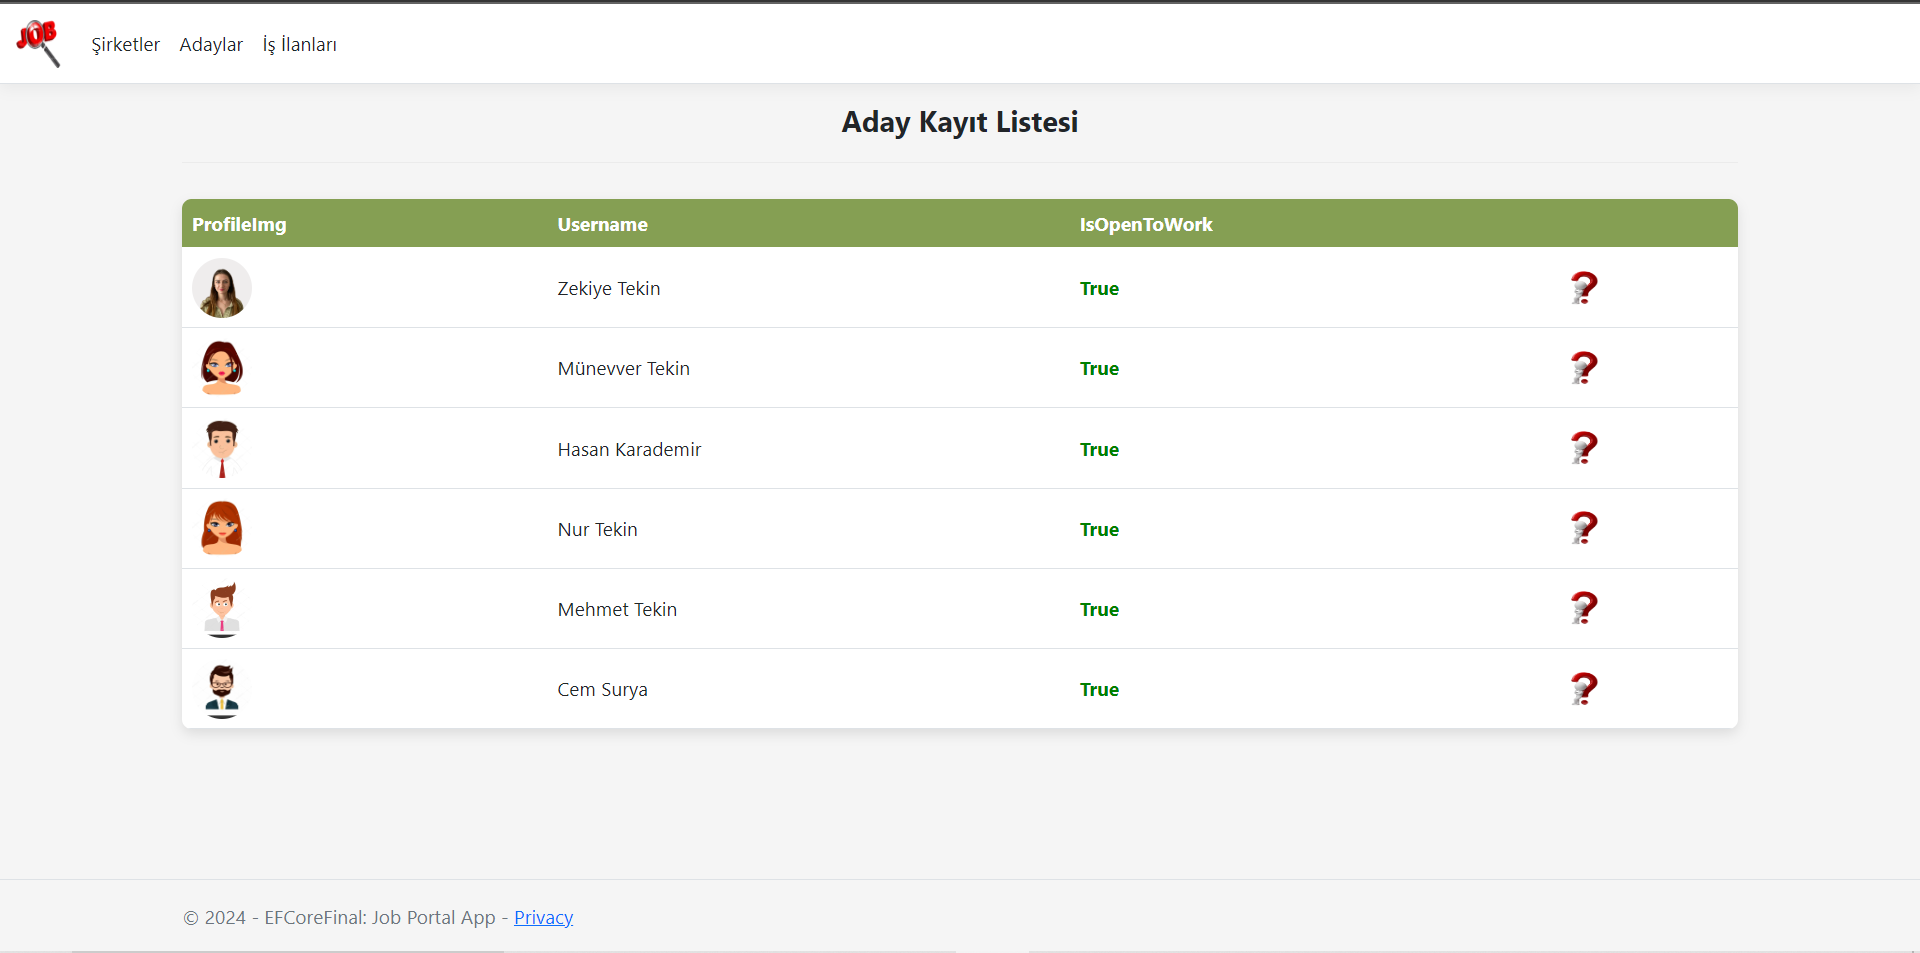 JOB
Şirketler Adaylar İş İlanları
Aday Kayıt Listesi
ProfileImg Username IsOpenToWork
Zekiye Tekin True
Münevver Tekin True
Hasan Karademir True
Nur Tekin True
Mehmet Tekin True
Cem Surya True
© 2024 - EFCoreFinal: Job Portal App - Privacy